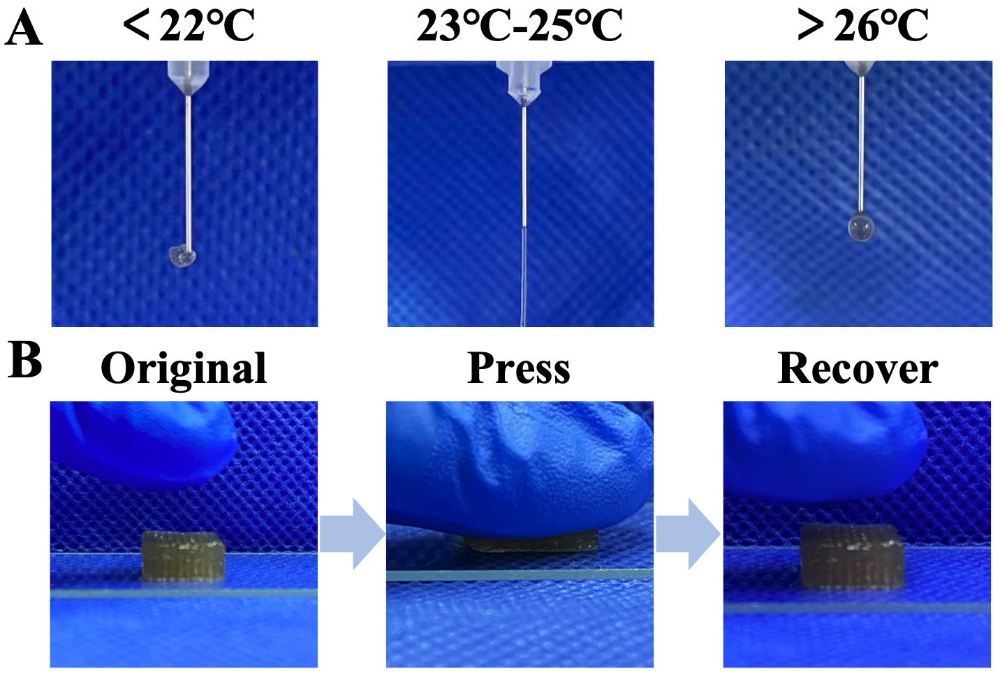 A
< 22°C
23°C-25°C
> 26°C
B
Original
Press
Recover